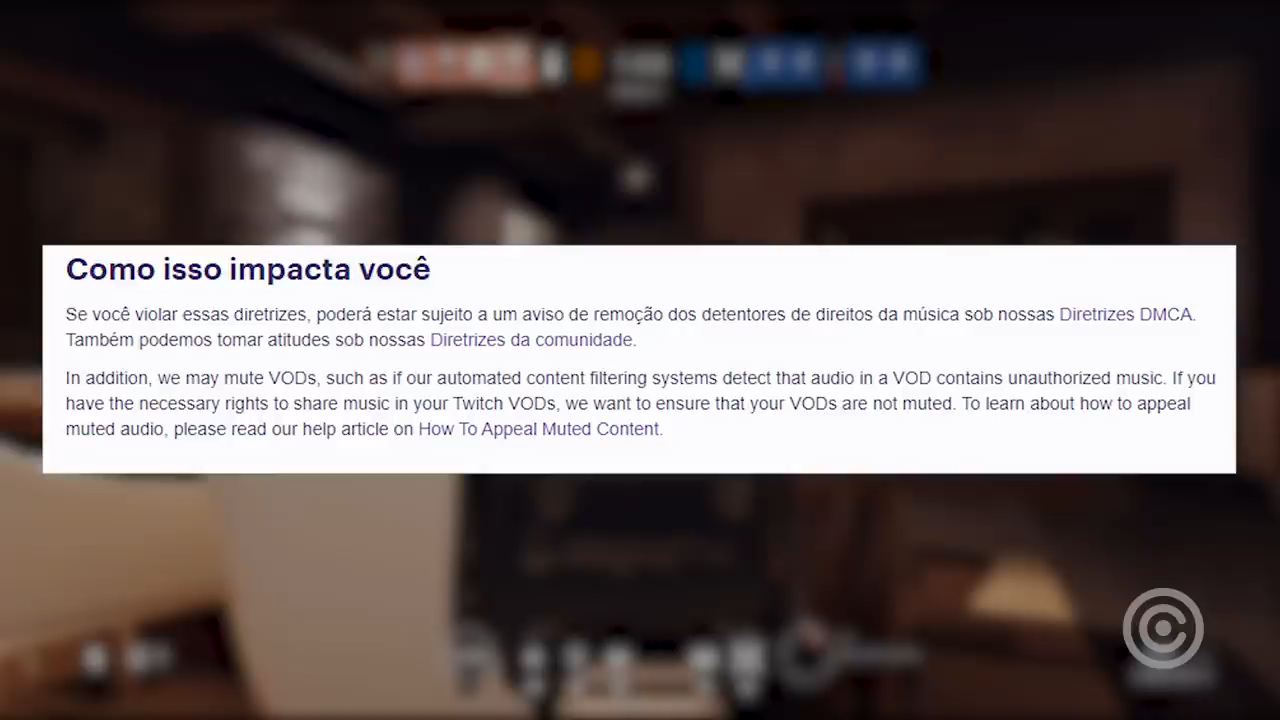 Como isso impacta você
Se você violar essas diretrizes, poderá estar sujeito a um aviso de remoção dos detentores de direitos da música sob nossas Diretrizes DMCA.
Também podemos tomar atitudes sob nossas Diretrizes da comunidade.
In addition, we may mute VODs, such as if our automated content filtering systems detect that audio in a VOD contains unauthorized music. If you
have the necessary rights to share music in your Twitch VODs, we want to ensure that your VODs are not muted. To learn about how to appeal
muted audio, please read our help article on How To Appeal Muted Content.